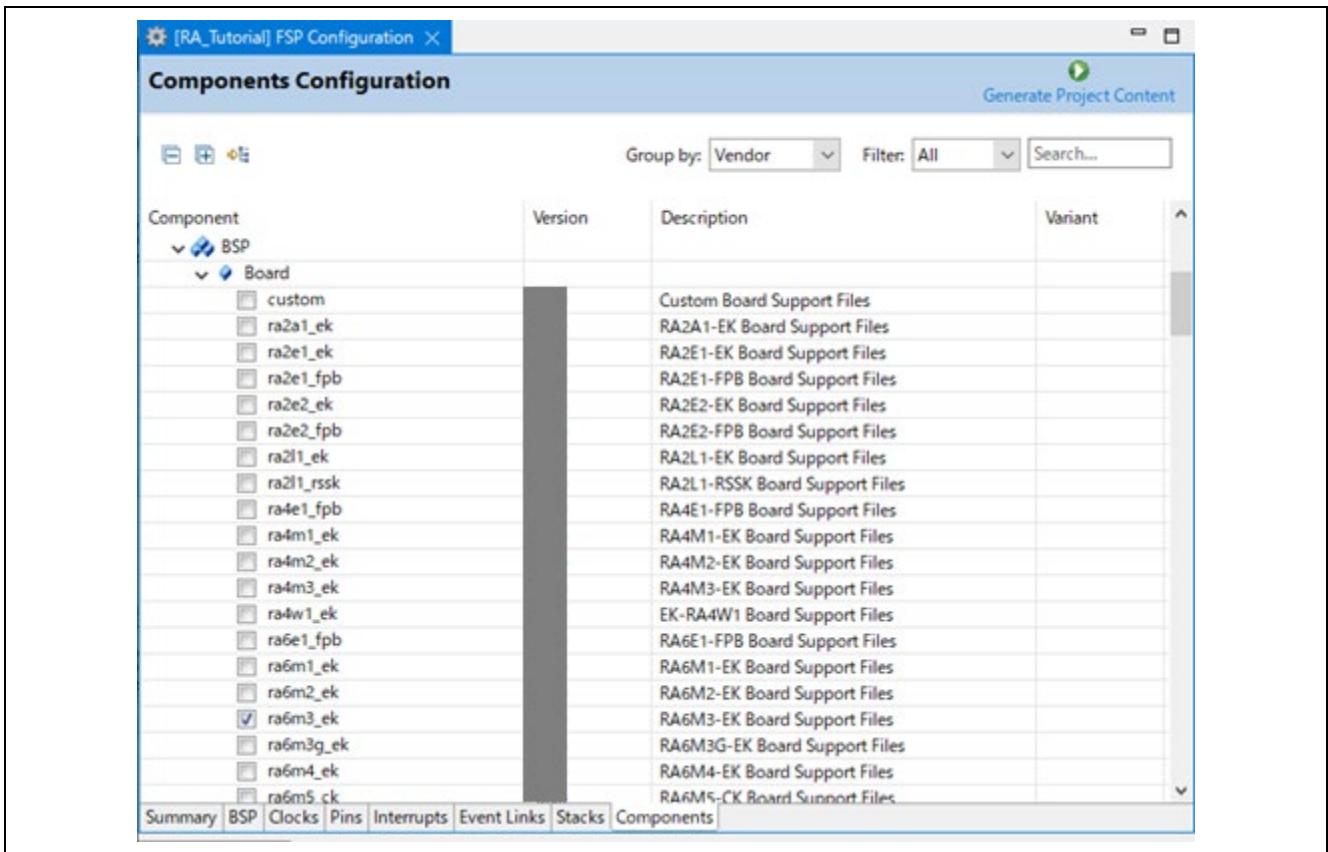 [RA_Tutorial] FSP Configuration
Components Configuration
Generate Project Content
Group by: Vendor Filter: All Search...
Component Version Description Variant
BSP
Board
custom Custom Board Support Files
ra2a1_ek RA2A1-EK Board Support Files
ra2e1_ek RA2E1-EK Board Support Files
ra2e1_fpb RA2E1-FPB Board Support Files
ra2e2_ek RA2E2-EK Board Support Files
ra2e2_fpb RA2E2-FPB Board Support Files
ra2l1_ek RA2L1-EK Board Support Files
ra2l1_rssk RA2L1-RSSK Board Support Files
ra4e1_fpb RA4E1-FPB Board Support Files
ra4m1_ek RA4M1-EK Board Support Files
ra4m2_ek RA4M2-EK Board Support Files
ra4m3_ek RA4M3-EK Board Support Files
ra4w1_ek EK-RA4W1 Board Support Files
ra6e1_fpb RA6E1-FPB Board Support Files
ra6m1_ek RA6M1-EK Board Support Files
ra6m2_ek RA6M2-EK Board Support Files
ra6m3_ek RA6M3-EK Board Support Files
ra6m3g_ek RA6M3G-EK Board Support Files
ra6m4_ek RA6M4-EK Board Support Files
ra6m5_ck RA6M5-CK Board Support Files
Summary BSP Clocks Pins Interrupts Event Links Stacks Components